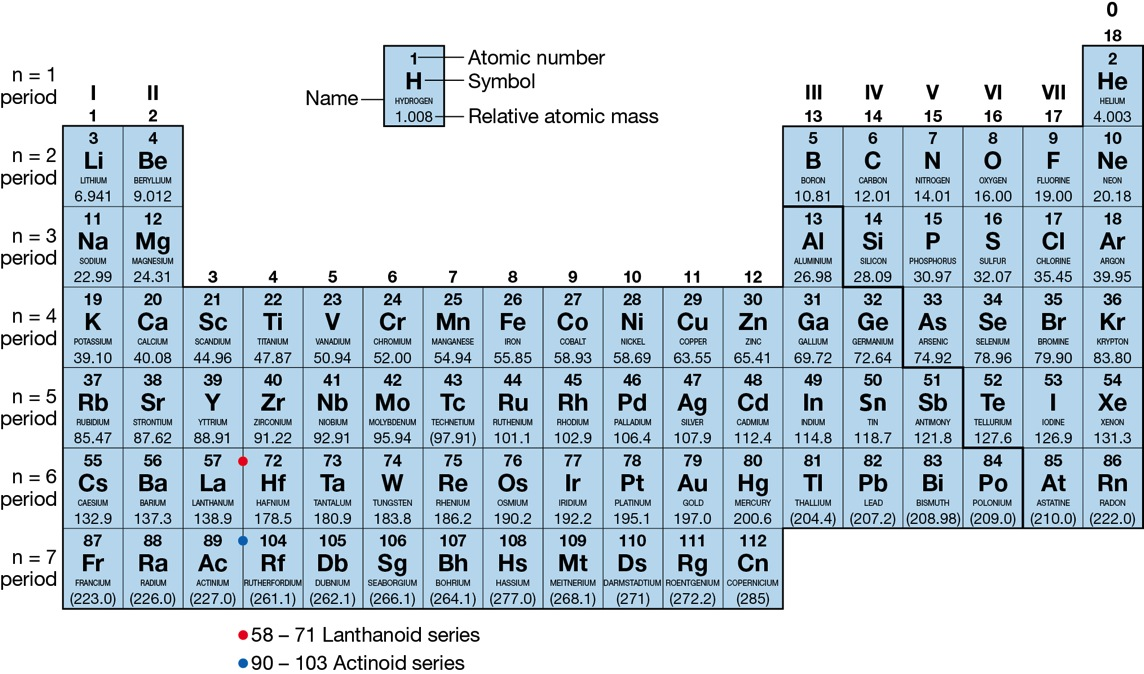 0
18
n = 1
period
1 Atomic number
H Symbol
Name HYDROGEN
1.008 Relative atomic mass
2
He
HELIUM
4.003
I II III IV V VI VII
1 2 13 14 15 16 17
n = 2
period
3 4 5 6 7 8 9 10
Li Be B C N O F Ne
LITHIUM BERYLLIUM BORON CARBON NITROGEN OXYGEN FLUORINE NEON
6.941 9.012 10.81 12.01 14.01 16.00 19.00 20.18
n = 3
period
11 12 13 14 15 16 17 18
Na Mg Al Si P S Cl Ar
SODIUM MAGNESIUM ALUMINIUM SILICON PHOSPHORUS SULFUR CHLORINE ARGON
22.99 24.31 26.98 28.09 30.97 32.07 35.45 39.95
3 4 5 6 7 8 9 10 11 12
n = 4
period
19 20 21 22 23 24 25 26 27 28 29 30 31 32 33 34 35 36
K Ca Sc Ti V Cr Mn Fe Co Ni Cu Zn Ga Ge As Se Br Kr
POTASSIUM CALCIUM SCANDIUM TITANIUM VANADIUM CHROMIUM MANGANESE IRON COBALT NICKEL COPPER ZINC GALLIUM GERMANIUM ARSENIC SELENIUM BROMINE KRYPTON
39.10 40.08 44.96 47.87 50.94 52.00 54.94 55.85 58.93 58.69 63.55 65.41 69.72 72.64 74.92 78.96 79.90 83.80
n = 5
period
37 38 39 40 41 42 43 44 45 46 47 48 49 50 51 52 53 54
Rb Sr Y Zr Nb Mo Tc Ru Rh Pd Ag Cd In Sn Sb Te I Xe
RUBIDIUM STRONTIUM YTTRIUM ZIRCONIUM NIOBIUM MOLYBDENUM TECHNETIUM RUTHENIUM RHODIUM PALLADIUM SILVER CADMIUM INDIUM TIN ANTIMONY TELLURIUM IODINE XENON
85.47 87.62 88.91 91.22 92.91 95.94 (97.91) 101.1 102.9 106.4 107.9 112.4 114.8 118.7 121.8 127.6 126.9 131.3
n = 6
period
55 56 57 72 73 74 75 76 77 78 79 80 81 82 83 84 85 86
Cs Ba La Hf Ta W Re Os Ir Pt Au Hg Tl Pb Bi Po At Rn
CAESIUM BARIUM LANTHANUM HAFNIUM TANTALUM TUNGSTEN RHENIUM OSMIUM IRIDIUM PLATINUM GOLD MERCURY THALLIUM LEAD BISMUTH POLONIUM ASTATINE RADON
132.9 137.3 138.9 178.5 180.9 183.8 186.2 190.2 192.2 195.1 197.0 200.6 (204.4) (207.2) (208.98) (209.0) (210.0) (222.0)
n = 7
period
87 88 89 104 105 106 107 108 109 110 111 112
Fr Ra Ac Rf Db Sg Bh Hs Mt Ds Rg Cn
FRANCIUM RADIUM ACTINIUM RUTHERFORDIUM DUBNIUM SEABORGIUM BOHRIUM HASSIUM MEITNERIUM DARMSTADTIUM ROENTGENIUM COPERNICIUM
(223.0) (226.0) (227.0) (261.1) (262.1) (266.1) (264.1) (277.0) (268.1) (271) (272.2) (285)
58 – 71 Lanthanoid series
90 – 103 Actinoid series